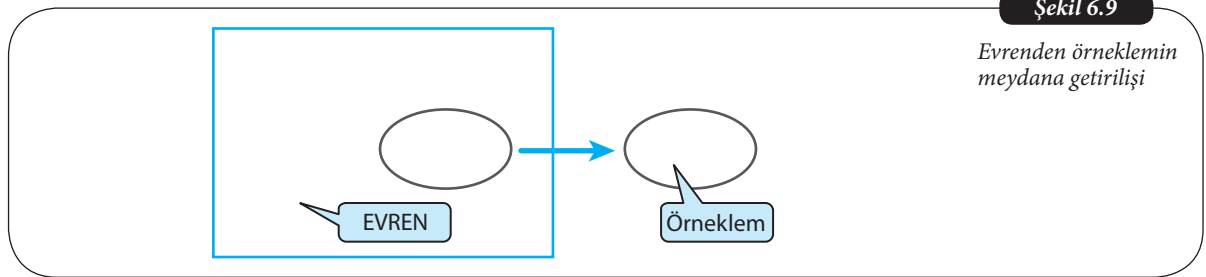 Şekil 6.9
Evrenden örneklemin
meydana getirilişi
EVREN
Örneklem